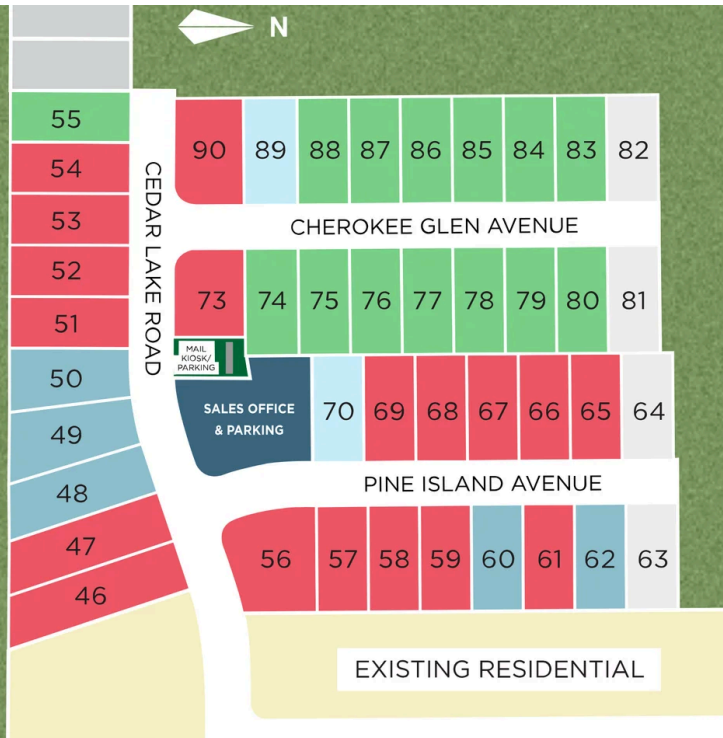 N
55
54
53
52
51
50
49
48
47
46
CEDAR LAKE ROAD
90 89 88 87 86 85 84 83 82
CHEROKEE GLEN AVENUE
73 74 75 76 77 78 79 80 81
MAIL
KIOSK/
PARKING
SALES OFFICE
& PARKING
70 69 68 67 66 65 64
PINE ISLAND AVENUE
56 57 58 59 60 61 62 63
EXISTING RESIDENTIAL